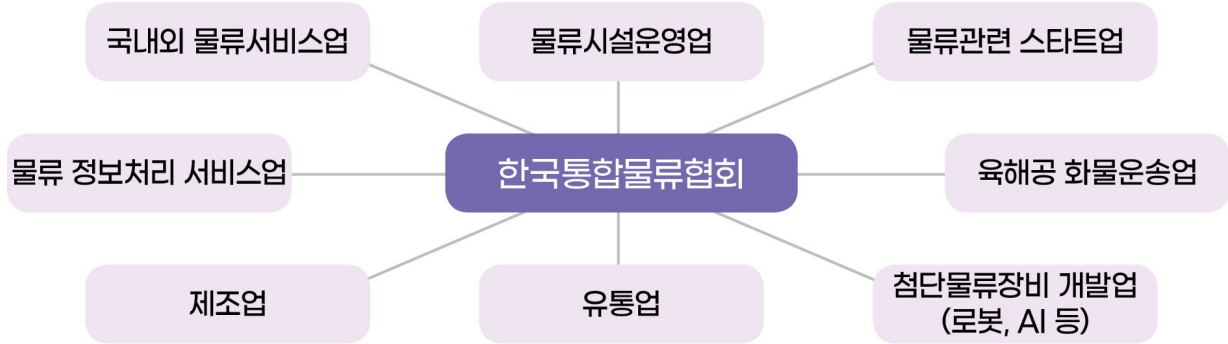 국내외 물류서비스업
물류시설운영업
물류관련 스타트업
물류 정보처리 서비스업
한국통합물류협회
육해공 화물운송업
제조업
유통업
첨단물류장비 개발업
(로봇, AI 등)